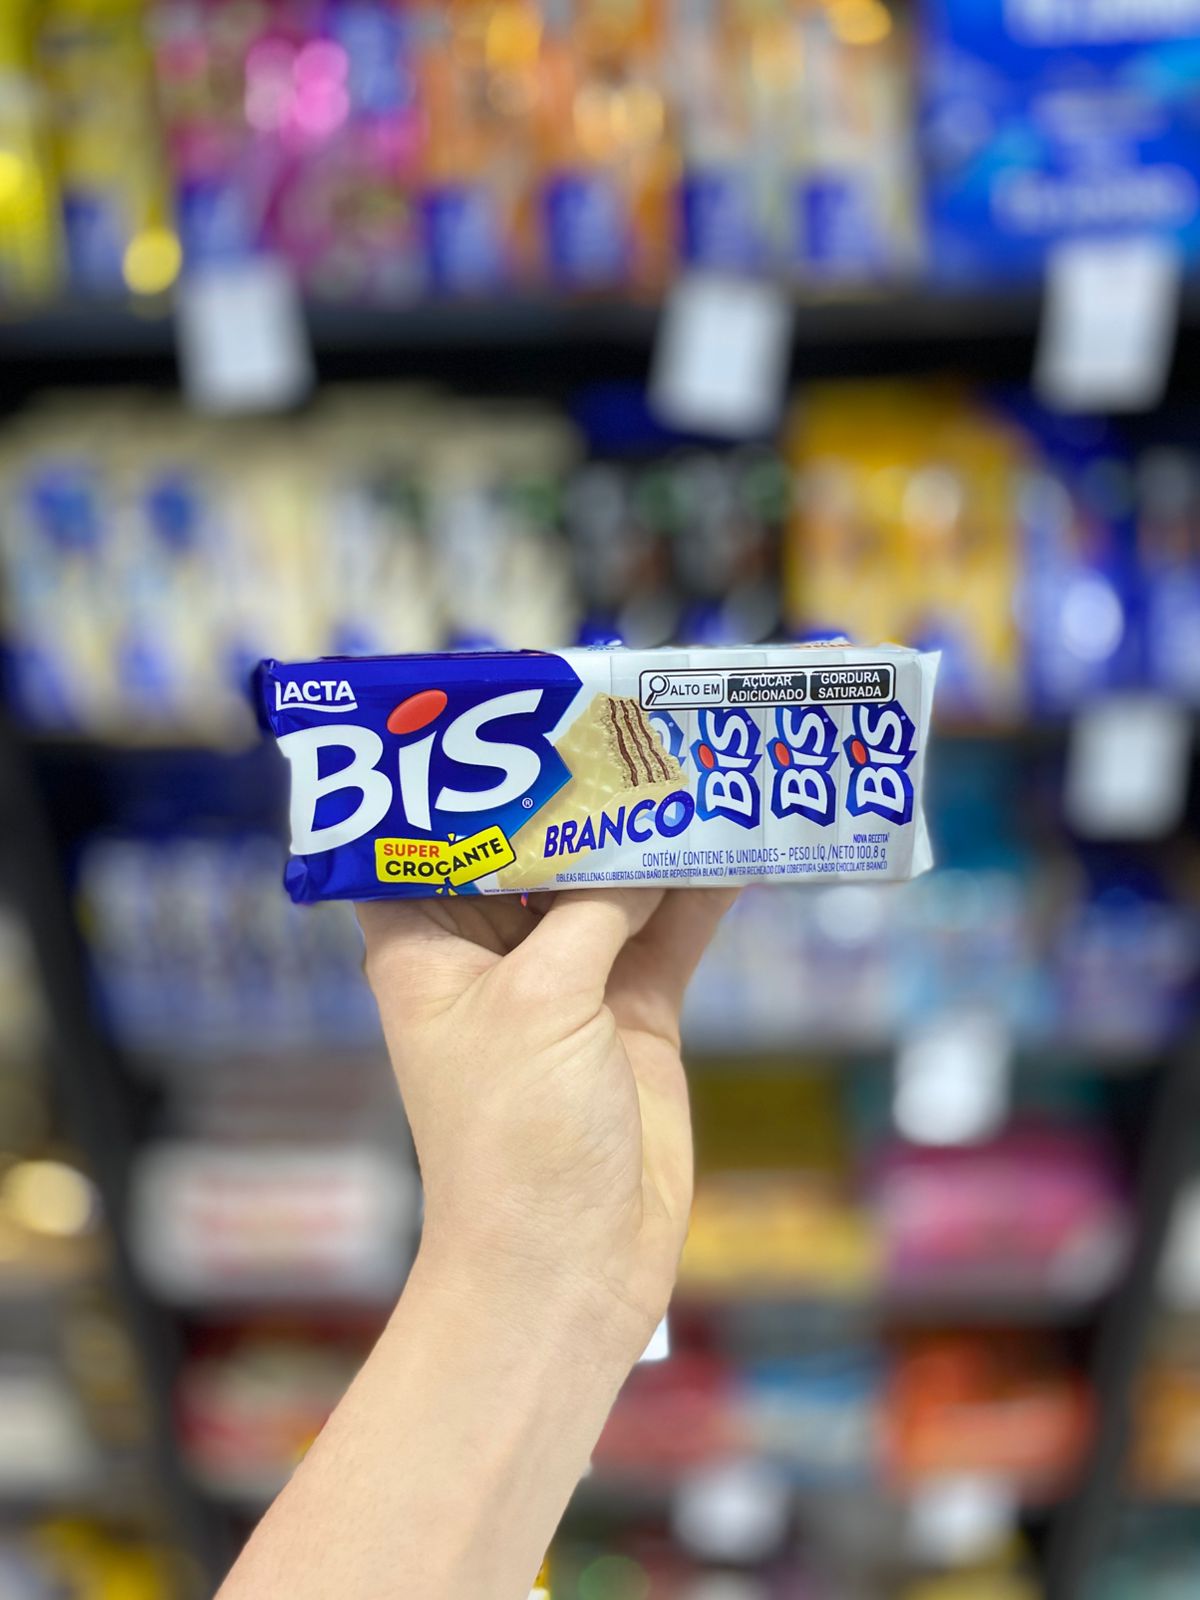 LACTA
BiS
®
SUPER
CROCANTE
BRANCO
ALTO EM
AÇÚCAR
ADICIONADO
GORDURA
SATURADA
BiS
BiS
BiS
NOVA RECEITA
CONTÉM/ CONTIENE 16 UNIDADES – PESO LÍQ./NETO 100,8 g
OBLEAS RELLENAS CUBIERTAS CON BAÑO DE REPOSTERÍA BLANCO / WAFER RECHEADO COM COBERTURA SABOR CHOCOLATE BRANCO